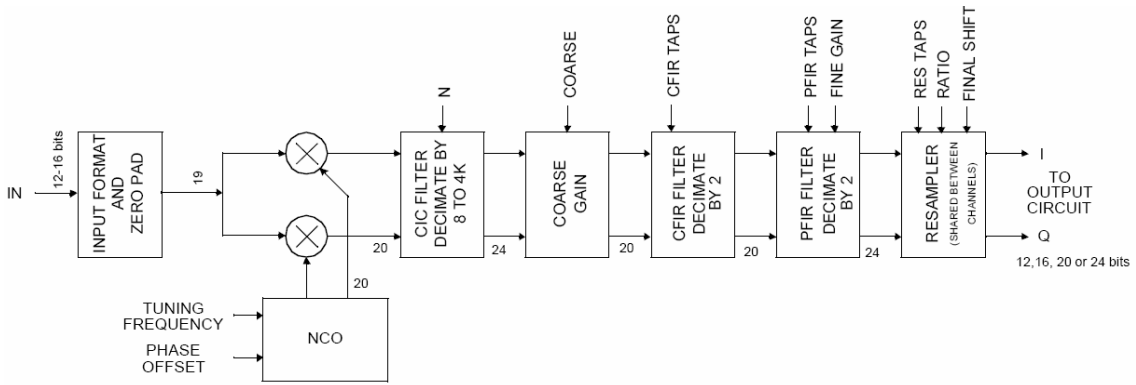 IN
12-16 bits
INPUT FORMAT
AND
ZERO PAD
19
TUNING
FREQUENCY
PHASE
OFFSET
NCO
20
20
N
CIC FILTER
DECIMATE BY
8 TO 4K
24
COARSE
COARSE
GAIN
20
CFIR TAPS
CFIR FILTER
DECIMATE
BY 2
20
PFIR TAPS
FINE GAIN
PFIR FILTER
DECIMATE
BY 2
24
RES TAPS
RATIO
FINAL SHIFT
RESAMPLER
(SHARED BETWEEN
CHANNELS)
I
TO
OUTPUT
CIRCUIT
Q
12,16, 20 or 24 bits